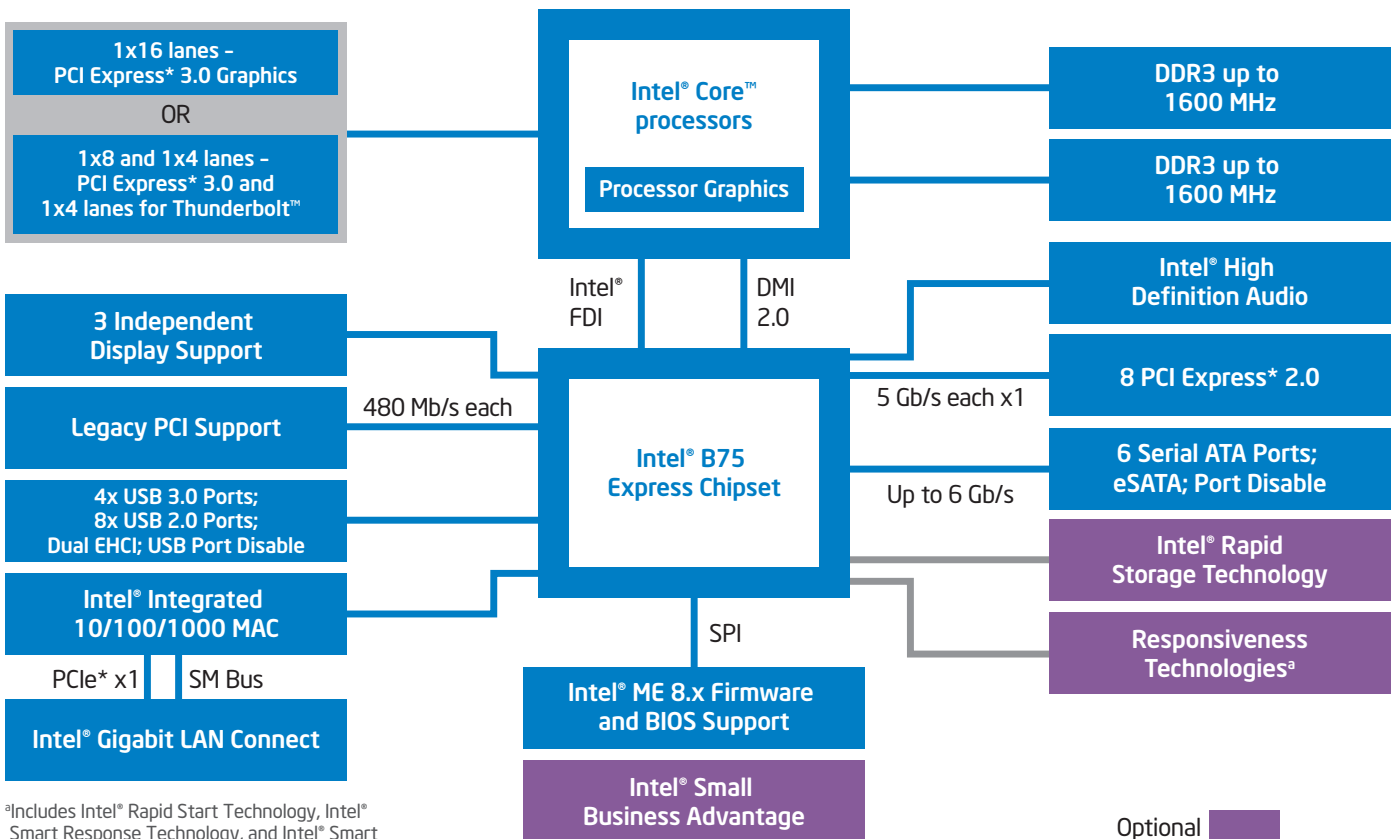 1x16 lanes –
PCI Express* 3.0 Graphics
OR
1x8 and 1x4 lanes –
PCI Express* 3.0 and
1x4 lanes for Thunderbolt™
Intel® Core™
processors
Processor Graphics
DDR3 up to
1600 MHz
DDR3 up to
1600 MHz
Intel®
FDI
DMI
2.0
Intel® High
Definition Audio
3 Independent
Display Support
8 PCI Express* 2.0
5 Gb/s each x1
480 Mb/s each
Legacy PCI Support
Intel® B75
Express Chipset
6 Serial ATA Ports;
eSATA; Port Disable
Up to 6 Gb/s
4x USB 3.0 Ports;
8x USB 2.0 Ports;
Dual EHCI; USB Port Disable
Intel® Rapid
Storage Technology
Intel® Integrated
10/100/1000 MAC
SPI
Responsiveness
Technologiesª
PCIe* x1
SM Bus
Intel® ME 8.x Firmware
and BIOS Support
Intel® Gigabit LAN Connect
Intel® Small
Business Advantage
ªIncludes Intel® Rapid Start Technology, Intel®
Smart Response Technology, and Intel® Smart
Optional